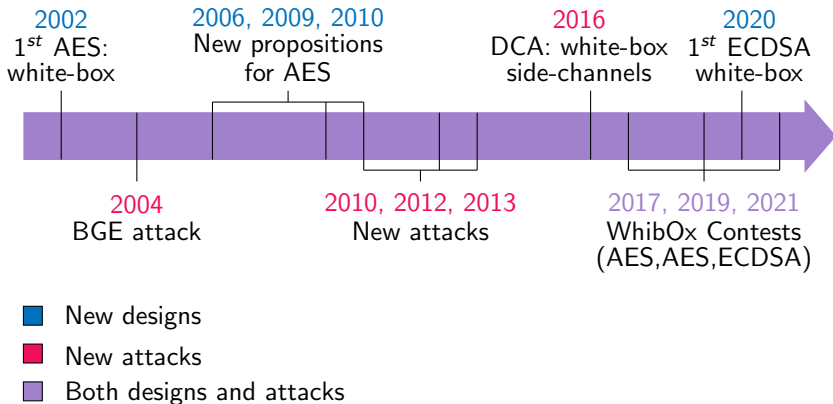 2002
1st AES:
white-box
2006, 2009, 2010
New propositions
for AES
2016
DCA: white-box
side-channels
2020
1st ECDSA
white-box
2004
BGE attack
2010, 2012, 2013
New attacks
2017, 2019, 2021
WhibOx Contests
(AES,AES,ECDSA)
New designs
New attacks
Both designs and attacks